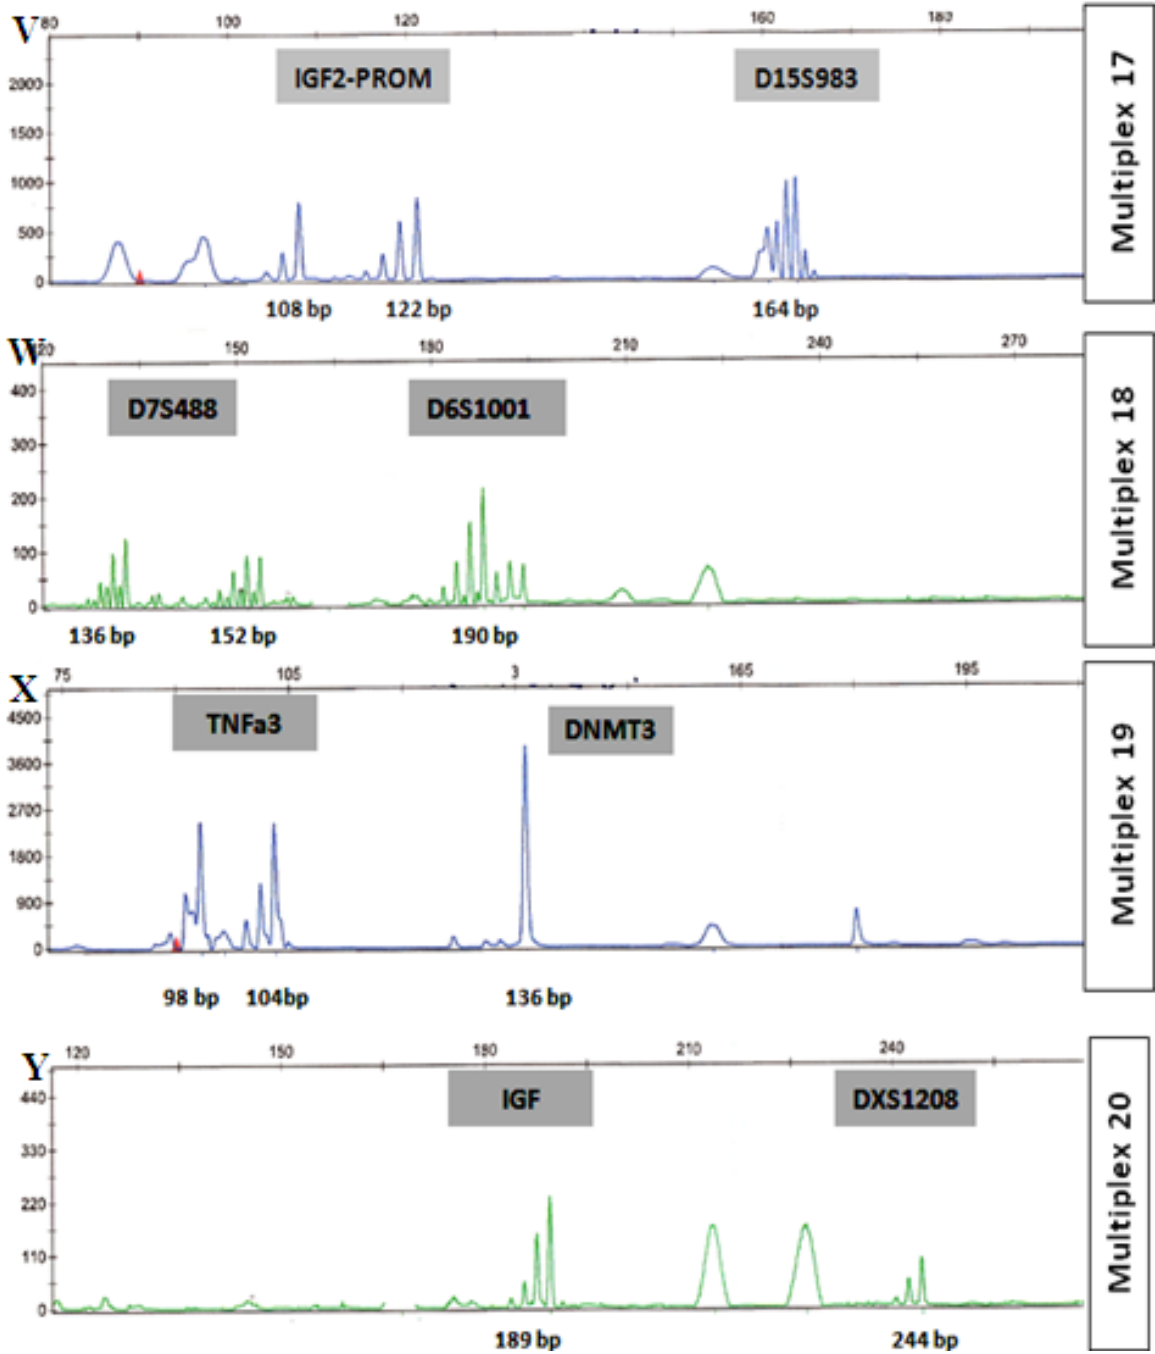 V 80 100 120 160 180
IGF2-PROM D15S983
2000
1500
1000
500
0
108 bp 122 bp 164 bp
Multiplex 17
W 20 150 180 210 240 270
D7S488 D6S1001
400
300
200
100
0
136 bp 152 bp 190 bp
Multiplex 18
X 75 105 3 165 195
TNFa3 DNMT3
4500
3600
2700
1800
900
0
98 bp 104bp 136 bp
Multiplex 19
Y 120 150 180 210 240
IGF DXS1208
440
330
220
110
0
189 bp 244 bp
Multiplex 20